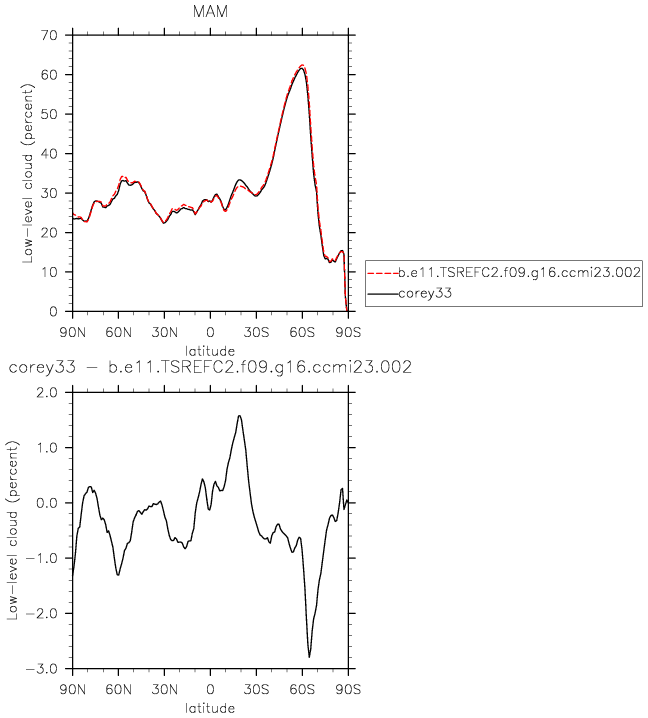 MAM
70
60
50
40
30
20
10
0
Low-level cloud (percent)
90N 60N 30N 0 30S 60S 90S
latitude
b.e11.TSREFC2.f09.g16.ccmi23.002
corey33
corey33 - b.e11.TSREFC2.f09.g16.ccmi23.002
2.0
1.0
0.0
-1.0
-2.0
-3.0
Low-level cloud (percent)
90N 60N 30N 0 30S 60S 90S
latitude